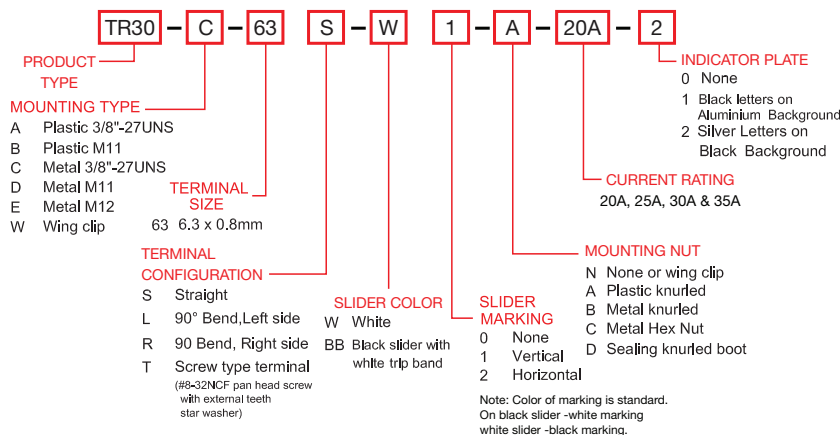 TR30 - C - 63 S - W 1 - A - 20A - 2
PRODUCT
TYPE
MOUNTING TYPE
A Plastic 3/8"-27UNS
B Plastic M11
C Metal 3/8"-27UNS
D Metal M11
E Metal M12
W Wing clip
TERMINAL
SIZE
63 6.3 x 0.8mm
TERMINAL
CONFIGURATION
S Straight
L 90° Bend,Left side
R 90 Bend, Right side
T Screw type terminal
(#8-32NCF pan head screw
with external teeth
star washer)
SLIDER COLOR
W White
BB Black slider with
white trip band
SLIDER
MARKING
0 None
1 Vertical
2 Horizontal
Note: Color of marking is standard.
On black slider -white marking
white slider -black marking.
MOUNTING NUT
N None or wing clip
A Plastic knurled
B Metal knurled
C Metal Hex Nut
D Sealing knurled boot
CURRENT RATING
20A, 25A, 30A & 35A
INDICATOR PLATE
0 None
1 Black letters on
Aluminium Background
2 Silver Letters on
Black Background